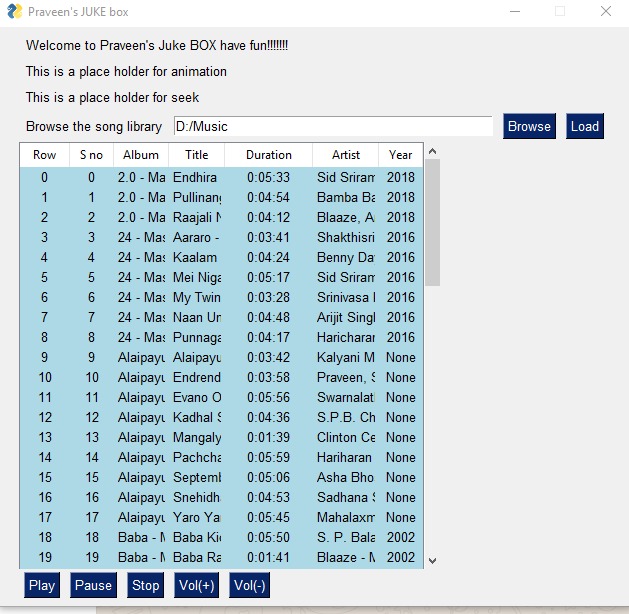 Praveen's JUKE box
Welcome to Praveen's Juke BOX have fun!!!!!!!
This is a place holder for animation
This is a place holder for seek
Browse the song library D:/Music Browse Load
Row S no Album Title Duration Artist Year
0 0 2.0 - Ma Endhira 0:05:33 Sid Sriram 2018
1 1 2.0 - Ma Pullinang 0:04:54 Bamba Ba 2018
2 2 2.0 - Ma Raajali N 0:04:12 Blaaze, A 2018
3 3 24 - Mas Aararo - 0:03:41 Shakthisri 2016
4 4 24 - Mas Kaalam 0:04:24 Benny Da 2016
5 5 24 - Mas Mei Niga 0:05:17 Sid Sriram 2016
6 6 24 - Mas My Twin 0:03:28 Srinivasa 2016
7 7 24 - Mas Naan Un 0:04:48 Arijit Singl 2016
8 8 24 - Mas Punnaga 0:04:17 Haricharan 2016
9 9 Alaipayu Alaipayu 0:03:42 Kalyani M None
10 10 Alaipayu Endrend 0:03:58 Praveen, S None
11 11 Alaipayu Evano O 0:05:56 Swarnalat None
12 12 Alaipayu Kadhal S 0:04:36 S.P.B. Ch None
13 13 Alaipayu Mangaly 0:01:39 Clinton Ce None
14 14 Alaipayu Pachcha 0:05:59 Hariharan None
15 15 Alaipayu Septemb 0:05:06 Asha Bho None
16 16 Alaipayu Snehidh 0:04:53 Sadhana S None
17 17 Alaipayu Yaro Ya 0:05:45 Mahalaxm None
18 18 Baba - M Baba Kic 0:05:50 S. P. Bala 2002
19 19 Baba - M Baba Ra 0:01:41 Blaaze - M 2002
Play Pause Stop Vol(+) Vol(-)